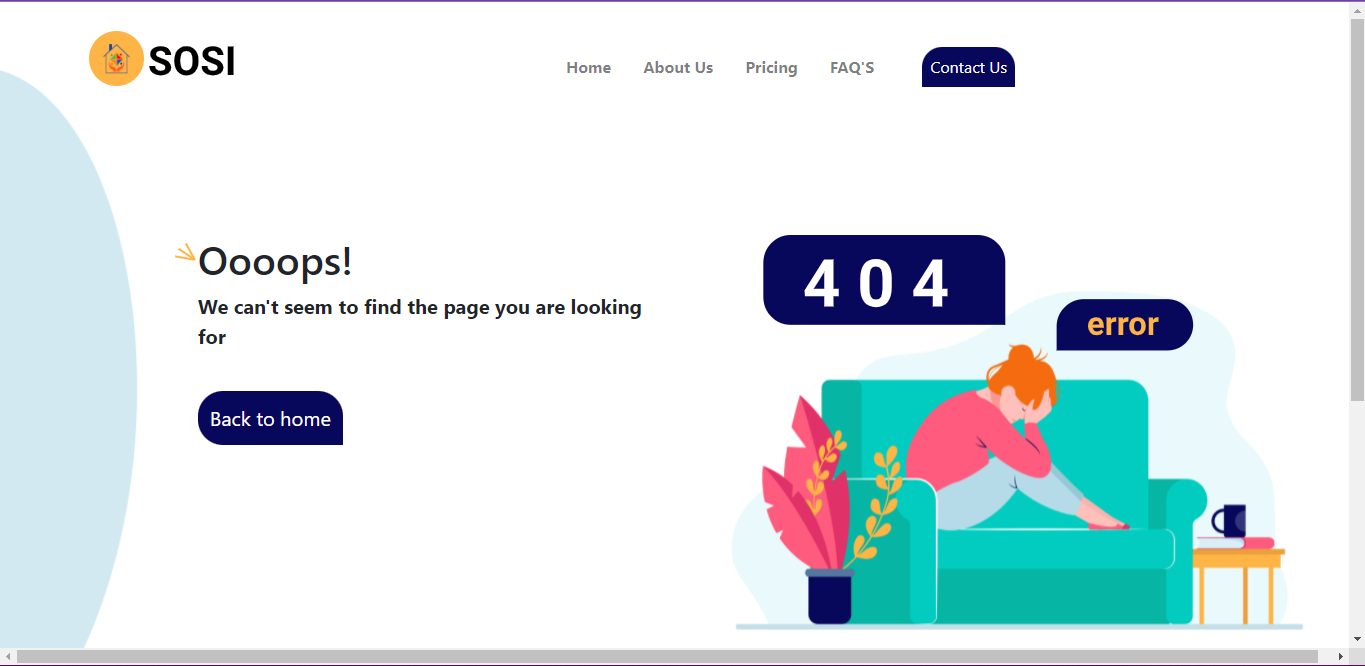 SOSI
Home
About Us
Pricing
FAQ'S
Contact Us
Oooops!
We can't seem to find the page you are looking
for
Back to home
4 0 4
error